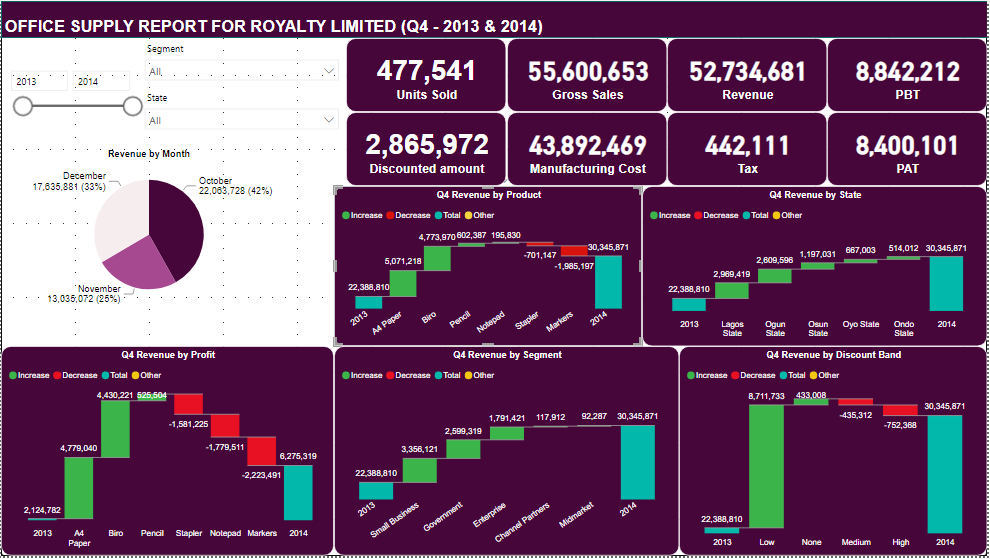 OFFICE SUPPLY REPORT FOR ROYALTY LIMITED (Q4 - 2013 & 2014)
2013
2014
Segment
All
State
All
477,541
Units Sold
55,600,653
Gross Sales
52,734,681
Revenue
8,842,212
PBT
2,865,972
Discounted amount
43,892,469
Manufacturing Cost
442,111
Tax
8,400,101
PAT
Revenue by Month
December
17,635,881 (33%)
October
22,063,728 (42%)
November
13,035,072 (25%)
Q4 Revenue by Product
Increase Decrease Total Other
22,388,810
5,071,218
4,773,970
602,387
195,830
-701,147
-1,985,197
30,345,871
2013
A4 Paper
Biro
Pencil
Notepad
Stapler
Markers
2014
Q4 Revenue by State
Increase Decrease Total Other
22,388,810
2,969,419
2,609,596
1,197,031
667,003
514,012
30,345,871
2013
Lagos State
Ogun State
Osun State
Oyo State
Ondo State
2014
Q4 Revenue by Profit
Increase Decrease Total Other
2,124,782
4,779,040
4,430,221
525,504
-1,581,225
-1,779,511
-2,223,491
6,275,319
2013
A4 Paper
Biro
Pencil
Stapler
Notepad
Markers
2014
Q4 Revenue by Segment
Increase Decrease Total Other
22,388,810
3,356,121
2,599,319
1,791,421
117,912
92,287
30,345,871
2013
Small Business
Government
Enterprise
Channel Partners
Midmarket
2014
Q4 Revenue by Discount Band
Increase Decrease Total Other
22,388,810
8,711,733
433,008
-435,312
-752,368
30,345,871
2013
Low
None
Medium
High
2014